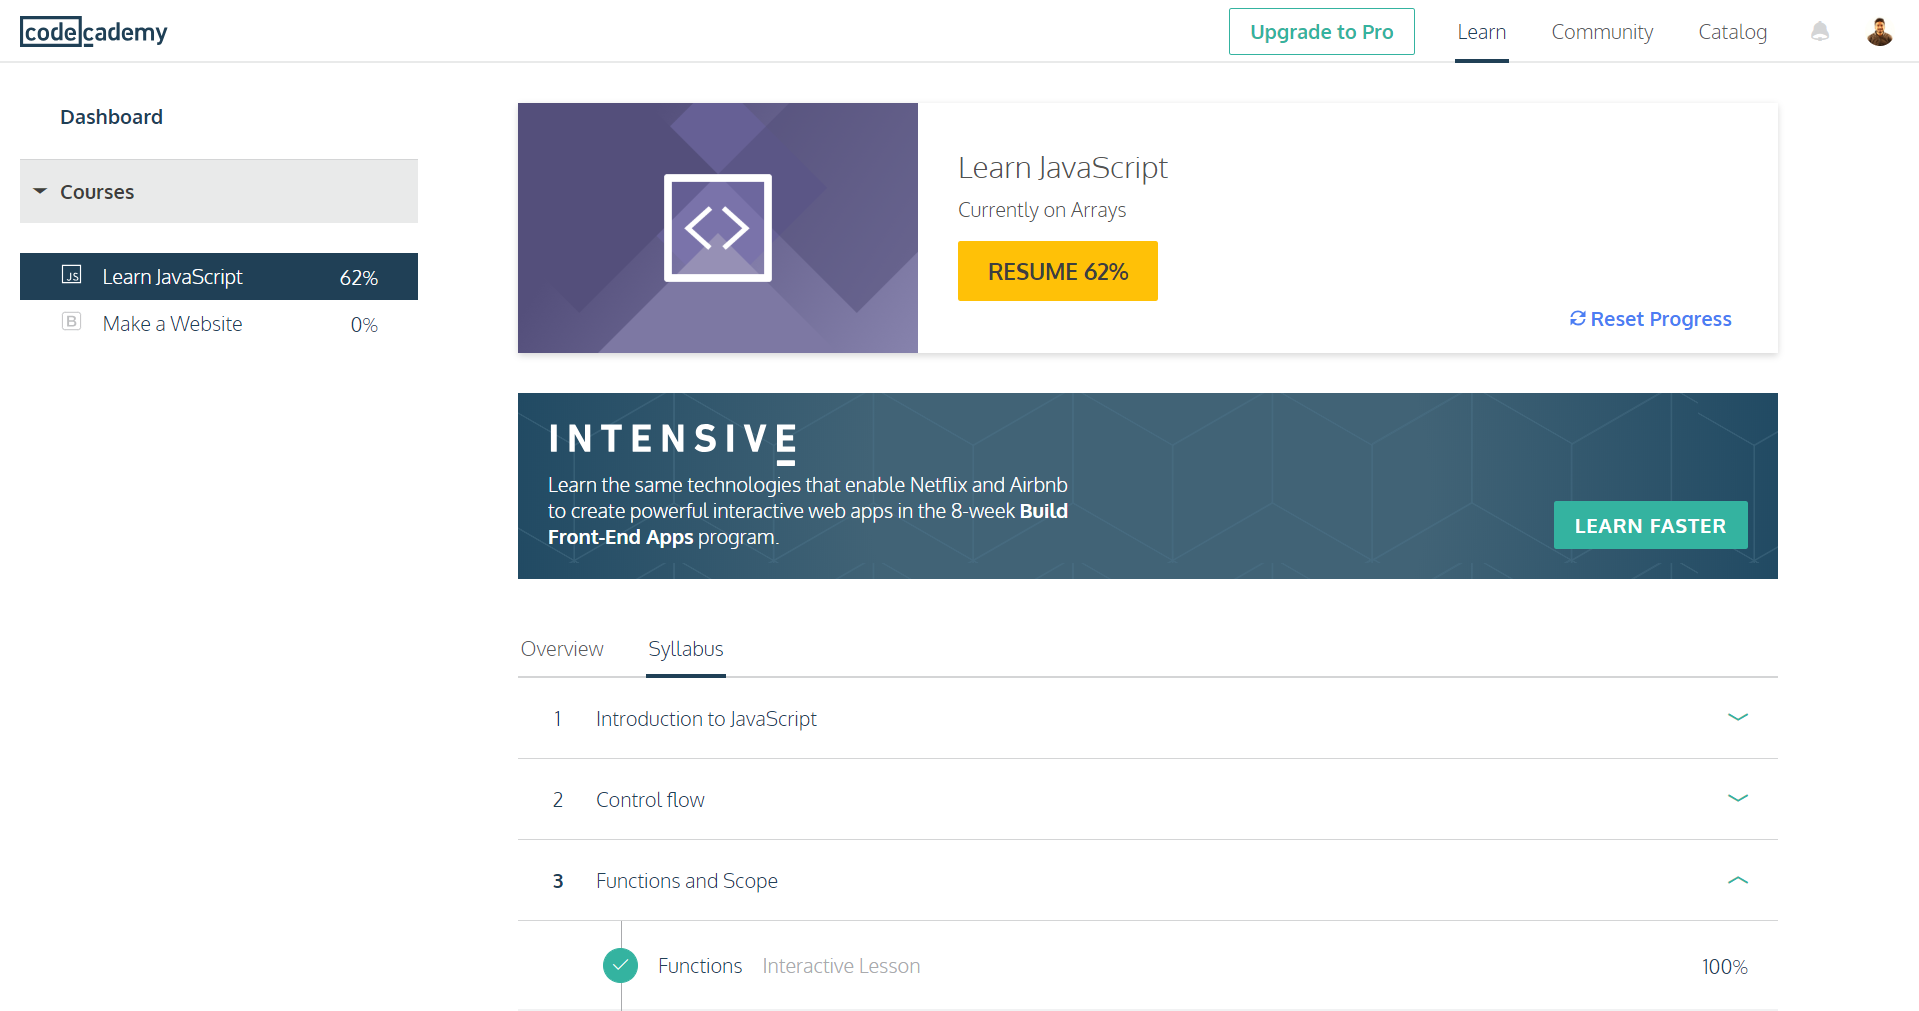 codecademy
Upgrade to Pro
Learn
Community
Catalog
Dashboard
Courses
JS
Learn JavaScript
62%
B
Make a Website
0%
Learn JavaScript
Currently on Arrays
RESUME 62%
Reset Progress
INTENSIVE
Learn the same technologies that enable Netflix and Airbnb
to create powerful interactive web apps in the 8-week Build
Front-End Apps program.
LEARN FASTER
Overview
Syllabus
1 Introduction to JavaScript
2 Control flow
3 Functions and Scope
Functions Interactive Lesson 100%